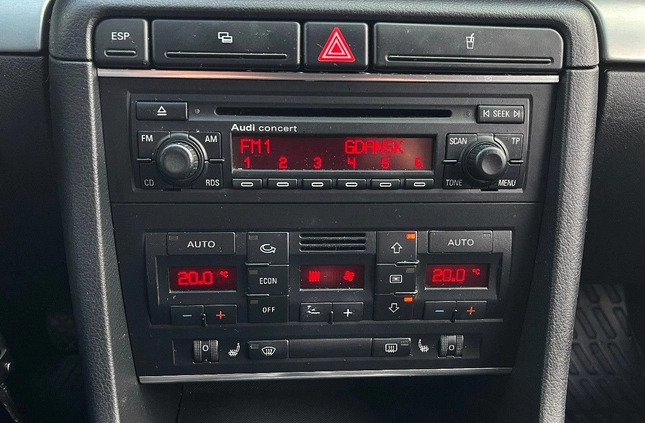 ESP
SEEK
Audi concert
FM AM
FM1 GDANSK
1 2 3 4 5 6
CD RDS
SCAN TP
TONE MENU
AUTO AUTO
20.0 °C 20.0 °C
ECON
OFF
- + + - +